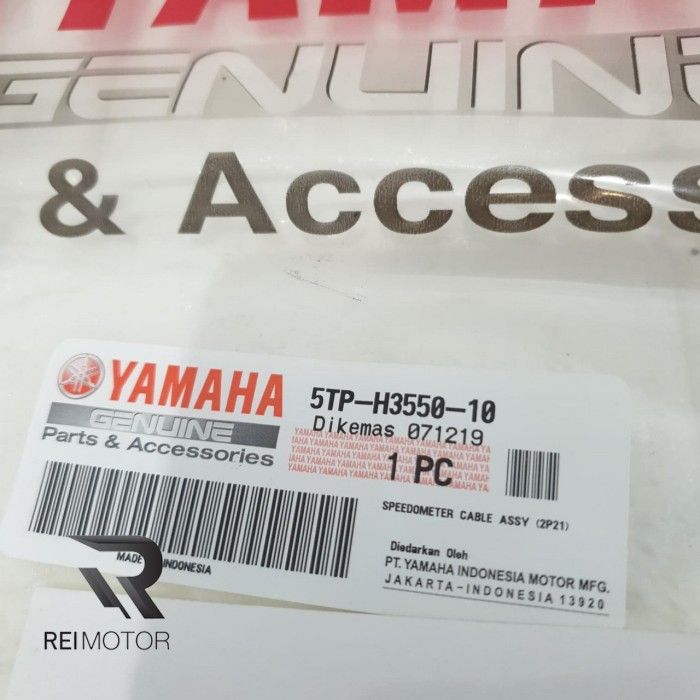 YAMA
GENUINE
& Access
YAMAHA
GENUINE
Parts & Accessories
5TP-H3550-10
Dikemas 071219
1 PC
SPEEDOMETER CABLE ASSY (2P21)
MADE INDONESIA
Diedarkan Oleh
PT. YAMAHA INDONESIA MOTOR MFG.
JAKARTA-INDONESIA 13920
REIMOTOR